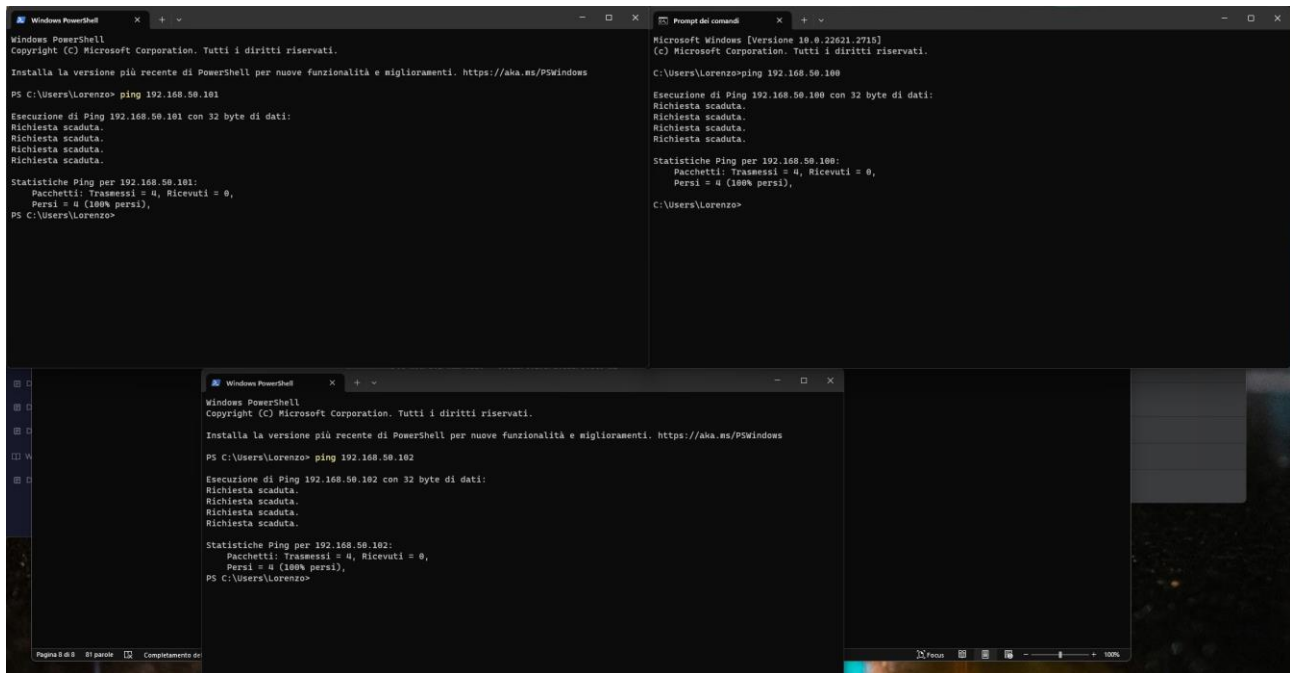 Windows PowerShell
Windows PowerShell
Copyright (C) Microsoft Corporation. Tutti i diritti riservati.
Installa la versione più recente di PowerShell per nuove funzionalità e miglioramenti. https://aka.ms/PSWindows
PS C:\Users\Lorenzo> ping 192.168.50.101
Esecuzione di Ping 192.168.50.101 con 32 byte di dati:
Richiesta scaduta.
Richiesta scaduta.
Richiesta scaduta.
Richiesta scaduta.
Statistiche Ping per 192.168.50.101:
Pacchetti: Trasmessi = 4, Ricevuti = 0,
Persi = 4 (100% persi),
PS C:\Users\Lorenzo>
Prompt dei comandi
Microsoft Windows [Versione 10.0.22621.2715]
(c) Microsoft Corporation. Tutti i diritti riservati.
C:\Users\Lorenzo>ping 192.168.50.100
Esecuzione di Ping 192.168.50.100 con 32 byte di dati:
Richiesta scaduta.
Richiesta scaduta.
Richiesta scaduta.
Richiesta scaduta.
Statistiche Ping per 192.168.50.100:
Pacchetti: Trasmessi = 4, Ricevuti = 0,
Persi = 4 (100% persi),
C:\Users\Lorenzo>
Windows PowerShell
Windows PowerShell
Copyright (C) Microsoft Corporation. Tutti i diritti riservati.
Installa la versione più recente di PowerShell per nuove funzionalità e miglioramenti. https://aka.ms/PSWindows
PS C:\Users\Lorenzo> ping 192.168.50.102
Esecuzione di Ping 192.168.50.102 con 32 byte di dati:
Richiesta scaduta.
Richiesta scaduta.
Richiesta scaduta.
Richiesta scaduta.
Statistiche Ping per 192.168.50.102:
Pacchetti: Trasmessi = 4, Ricevuti = 0,
Persi = 4 (100% persi),
PS C:\Users\Lorenzo>
Pagina 8 di 8 81 parole Completamento de
Focus 100%